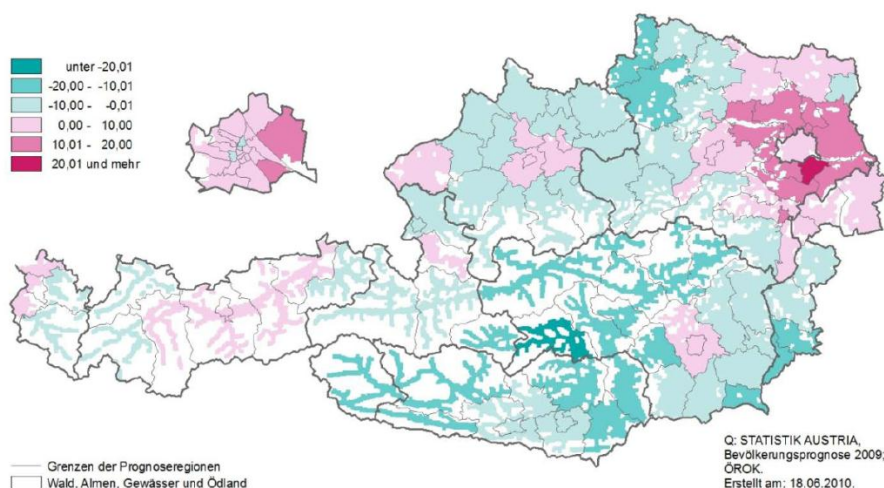 unter -20,01
-20,00 - -10,01
-10,00 - -0,01
0,00 - 10,00
10,01 - 20,00
20,01 und mehr
Grenzen der Prognoseregionen
Wald, Almen, Gewässer und Ödland
Q: STATISTIK AUSTRIA,
Bevölkerungsprognose 2009;
ÖROK.
Erstellt am: 18.06.2010.